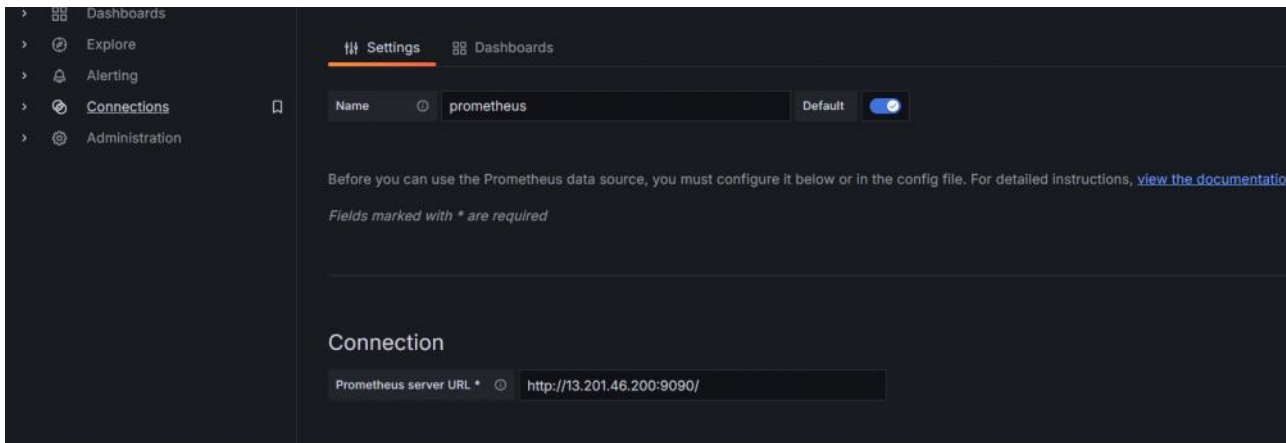 Dashboards
Explore
Alerting
Connections
Administration
Settings Dashboards
Name prometheus Default
Before you can use the Prometheus data source, you must configure it below or in the config file. For detailed instructions, view the documentatio
Fields marked with * are required
Connection
Prometheus server URL * http://13.201.46.200:9090/